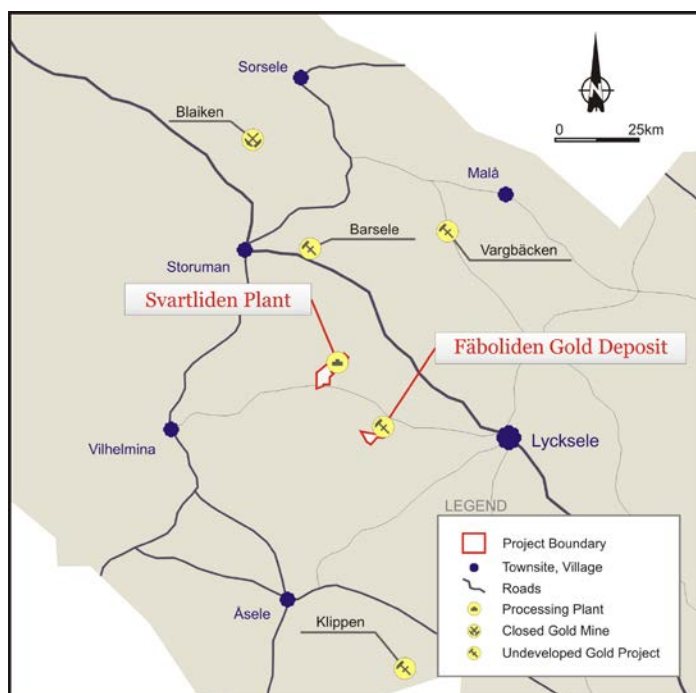 Sorsele
Blaiken
N
0 25km
Malå
Barsele
Vargbäcken
Storuman
Svartliden Plant
Fäboliden Gold Deposit
Vilhelmina
Lycksele
LEGEND
Project Boundary
Townsite, Village
Roads
Processing Plant
Closed Gold Mine
Undeveloped Gold Project
Åsele
Klippen